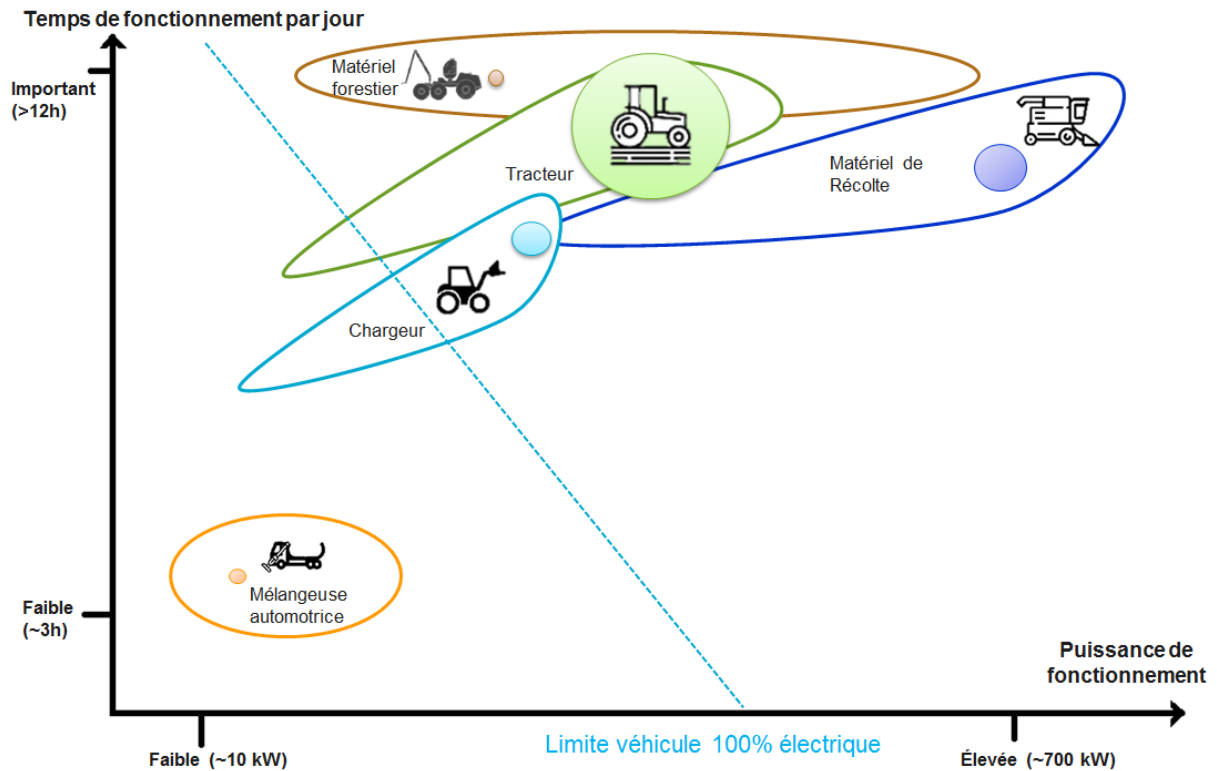 Temps de fonctionnement par jour
Important
(>12h)
Matériel
forestier
Tracteur
Matériel de
Récolte
Chargeur
Mélangeuse
automotrice
Faible
(~3h)
Puissance de
fonctionnement
Limite véhicule 100% électrique
Faible (~10 kW)
Élevée (~700 kW)